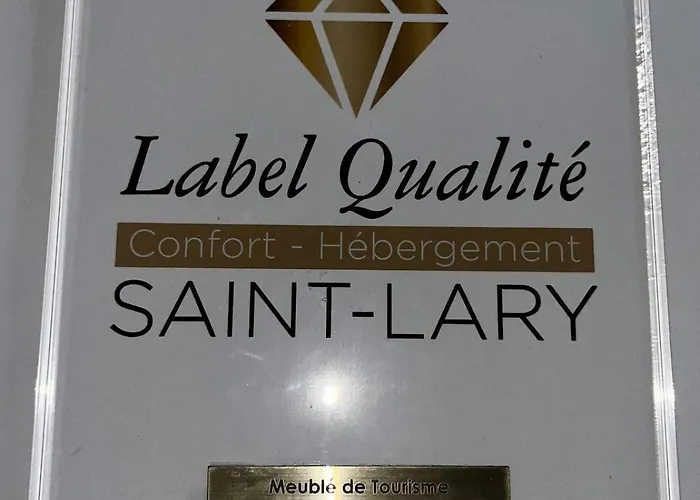 Label Qualité
Confort - Hébergement
SAINT-LARY
Meublé de Tourisme